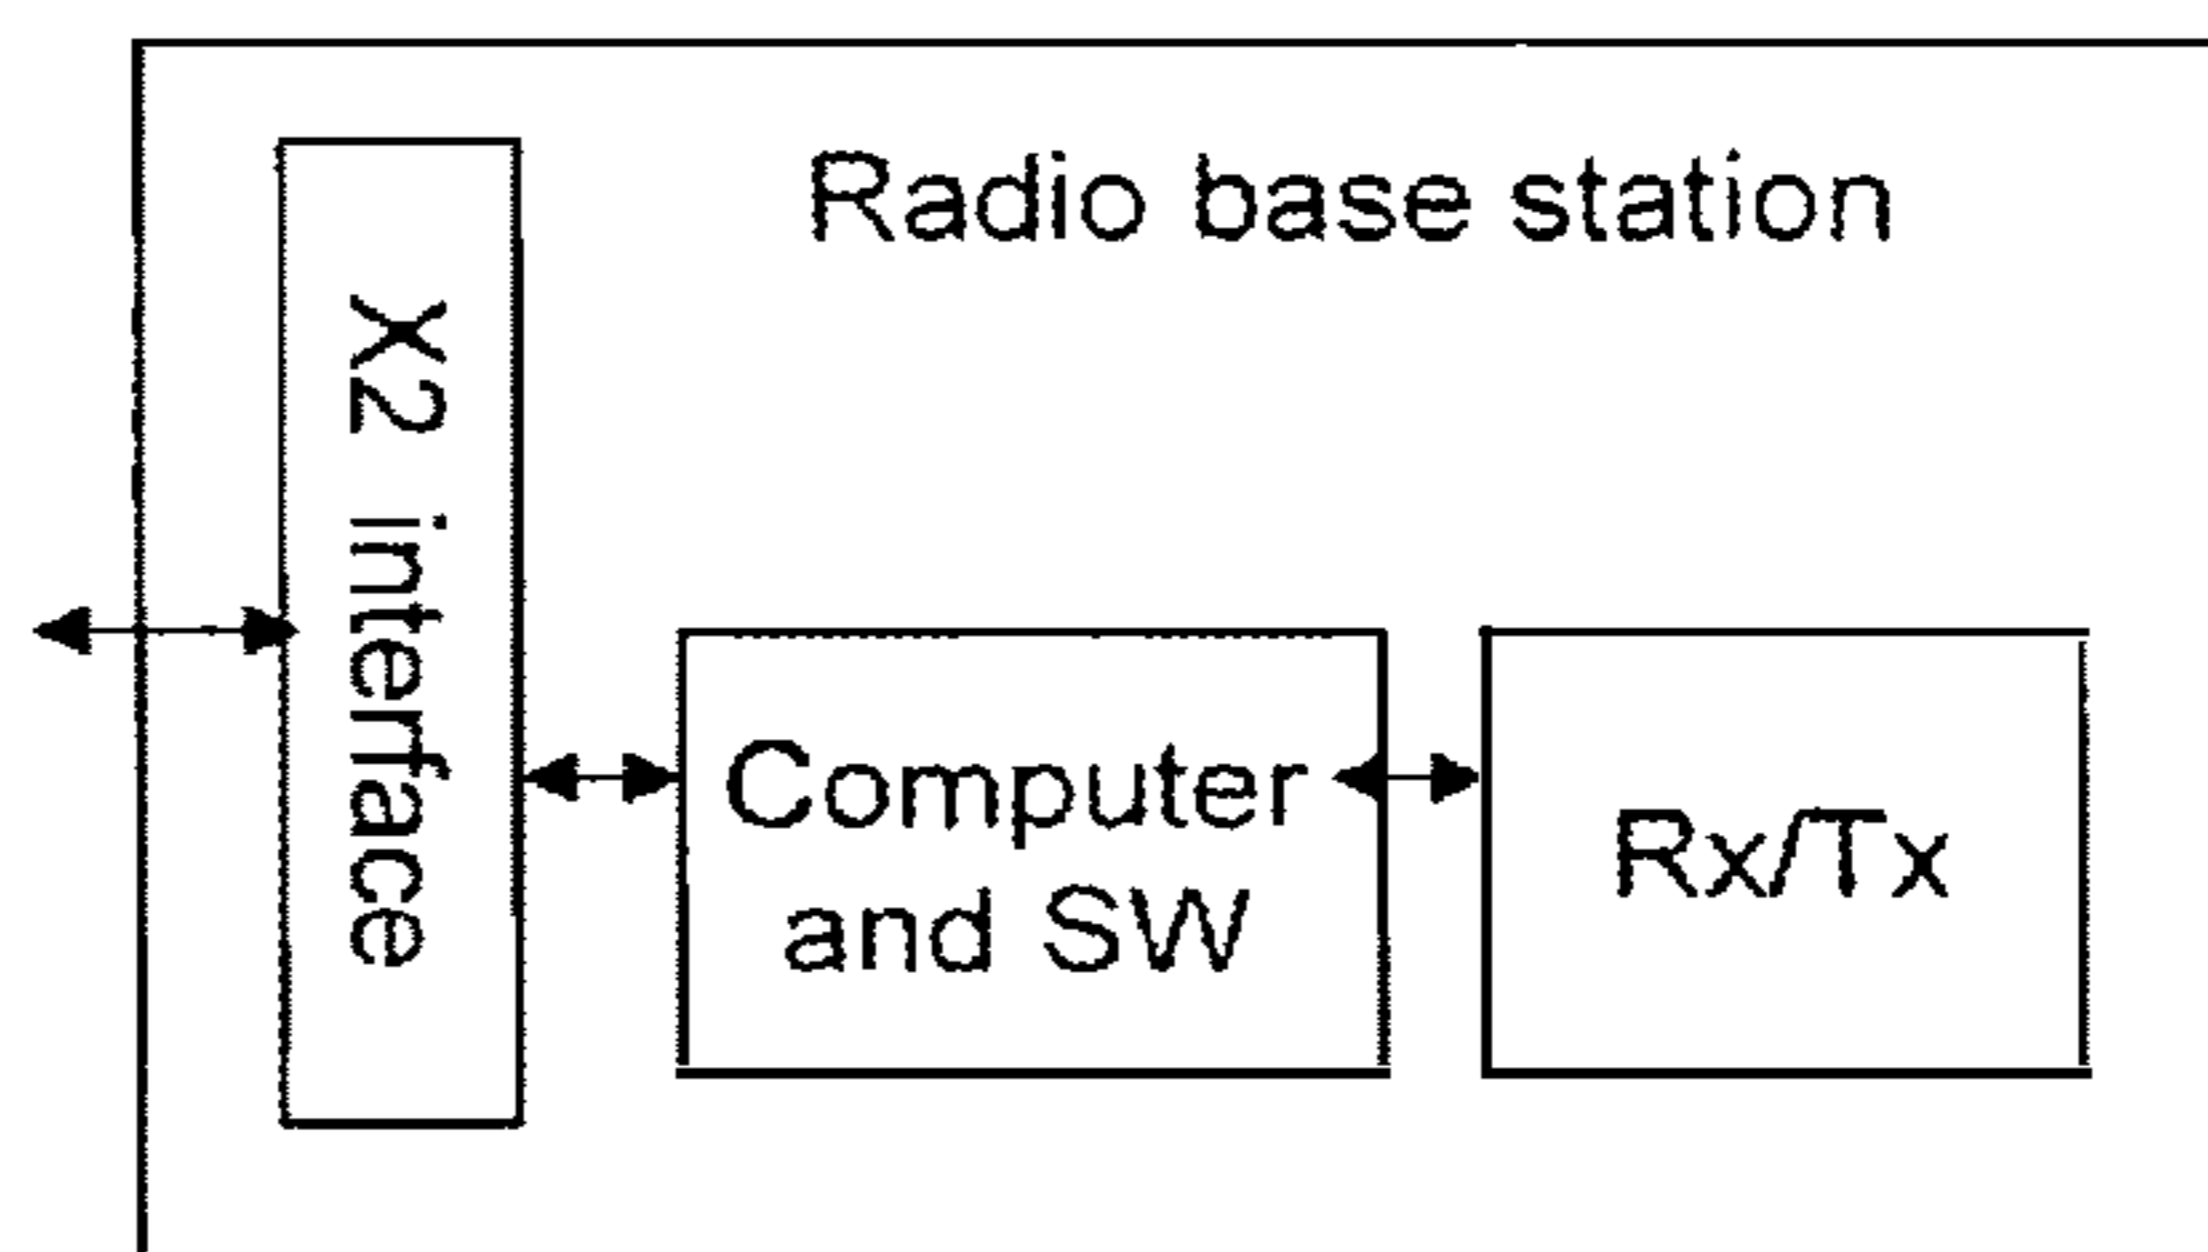 Radio base station
X2 interface
Computer
and SW
Rx/Tx